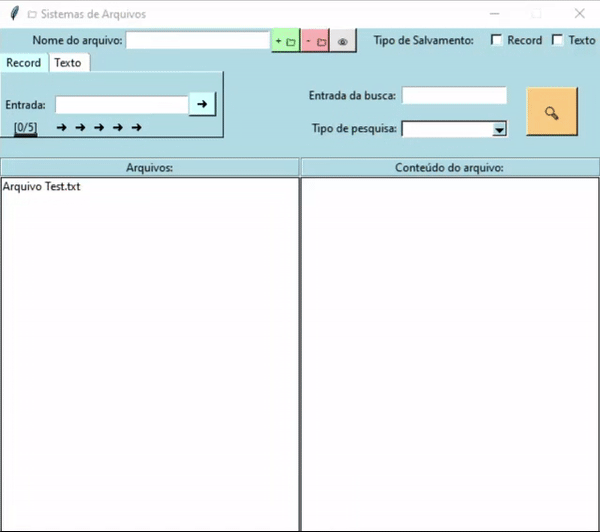 Sistemas de Arquivos
Nome do arquivo: + - Tipo de Salvamento: Record Texto
Record Texto
Entrada: ➜
Entrada da busca:
[0/5] ➜ ➜ ➜ ➜ ➜
Tipo de pesquisa:
Arquivos: Conteúdo do arquivo:
Arquivo Test.txt